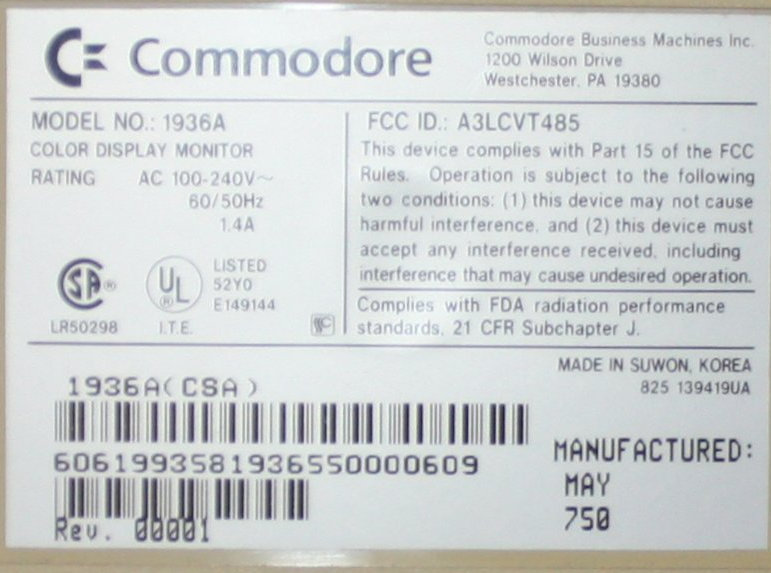 Commodore
Commodore Business Machines Inc.
1200 Wilson Drive
Westchester, PA 19380
MODEL NO.: 1936A
COLOR DISPLAY MONITOR
RATING AC 100-240V~
60/50Hz
1.4A
SA ®
LR50298
UL ®
I.T.E.
LISTED
52Y0
E149144
FCC ID.: A3LCVT485
This device complies with Part 15 of the FCC
Rules. Operation is subject to the following
two conditions: (1) this device may not cause
harmful interference, and (2) this device must
accept any interference received, including
interference that may cause undesired operation.
Complies with FDA radiation performance
standards, 21 CFR Subchapter J.
MADE IN SUWON, KOREA
825 139419UA
1936A(CSA)
6061993581936550000609
Rev. 00001
MANUFACTURED:
MAY
750